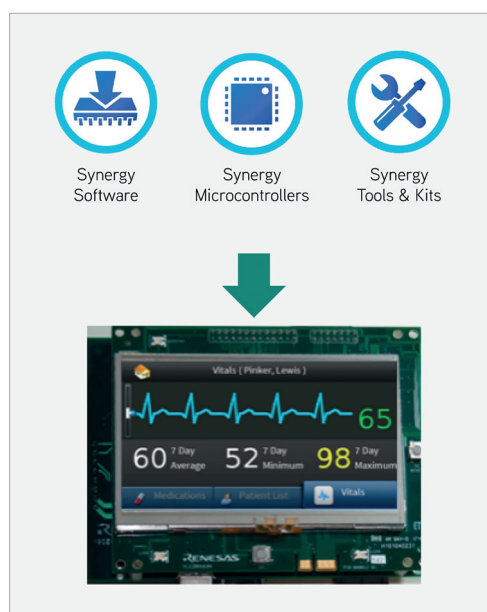 Synergy
Software
Synergy
Microcontrollers
Synergy
Tools & Kits
Vitals ( Pinker, Lewis )
65
60 7 Day
Average
52 7 Day
Minimum
98 7 Day
Maximum
Medications
Patient List
Vitals
RENESAS